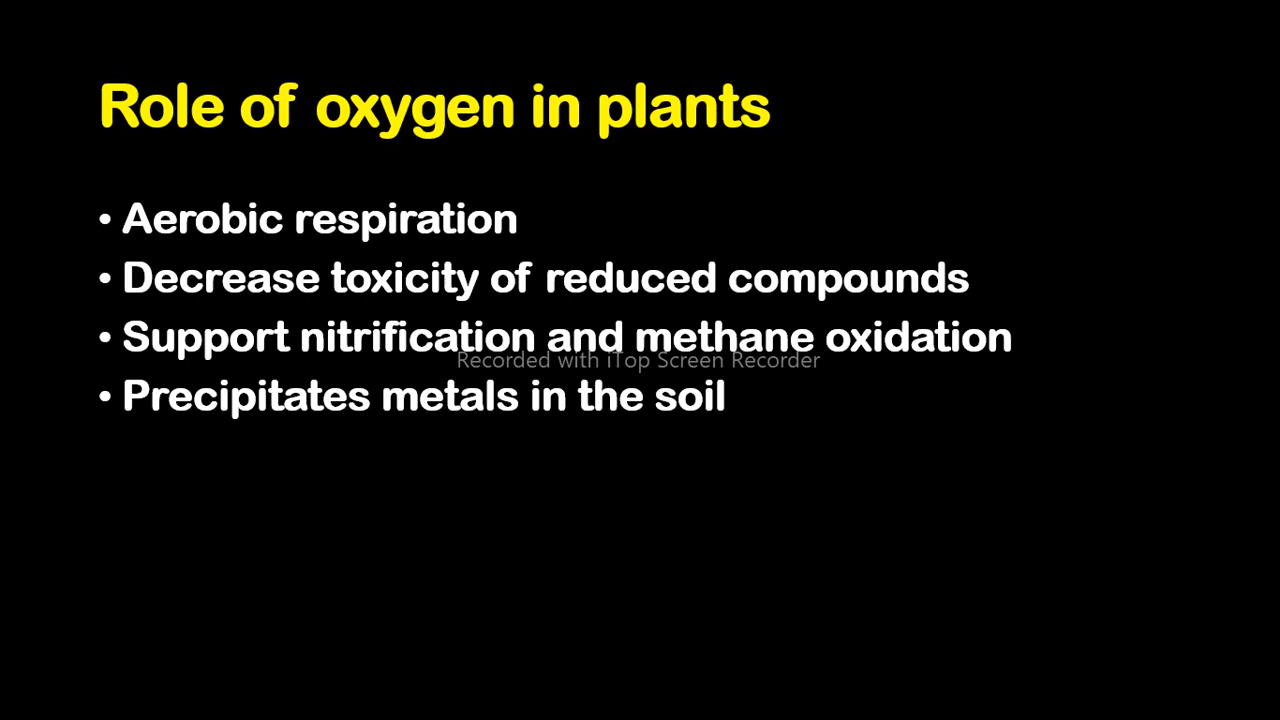 Role of oxygen in plants
• Aerobic respiration
• Decrease toxicity of reduced compounds
• Support nitrification and methane oxidation
Recorded with iTop Screen Recorder
• Precipitates metals in the soil